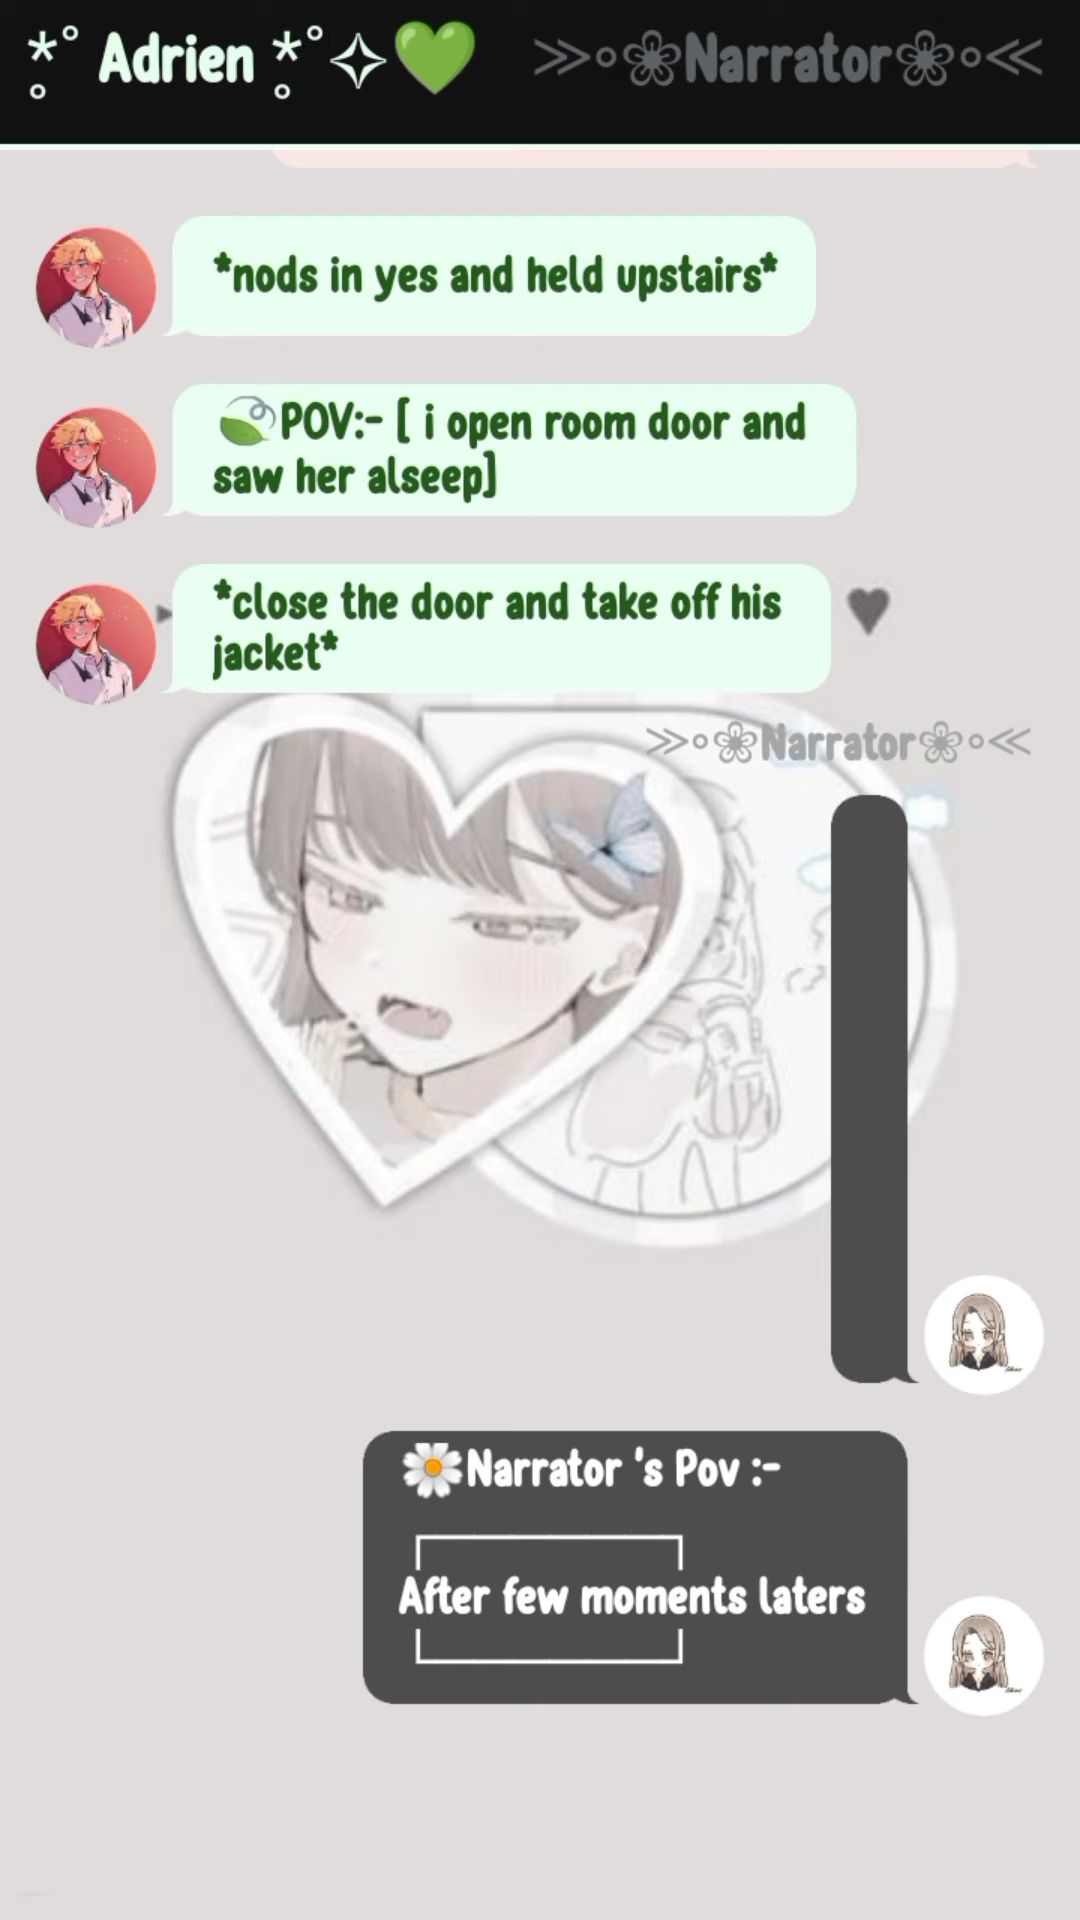 *˚ Adrien *˚✧💚 ≫∘❀Narrator❀∘≪
*nods in yes and held upstairs*
🍃POV:- [ i open room door and
saw her alseep]
*close the door and take off his
jacket*
≫∘❀Narrator❀∘≪
🌼Narrator 's Pov :-
After few moments laters